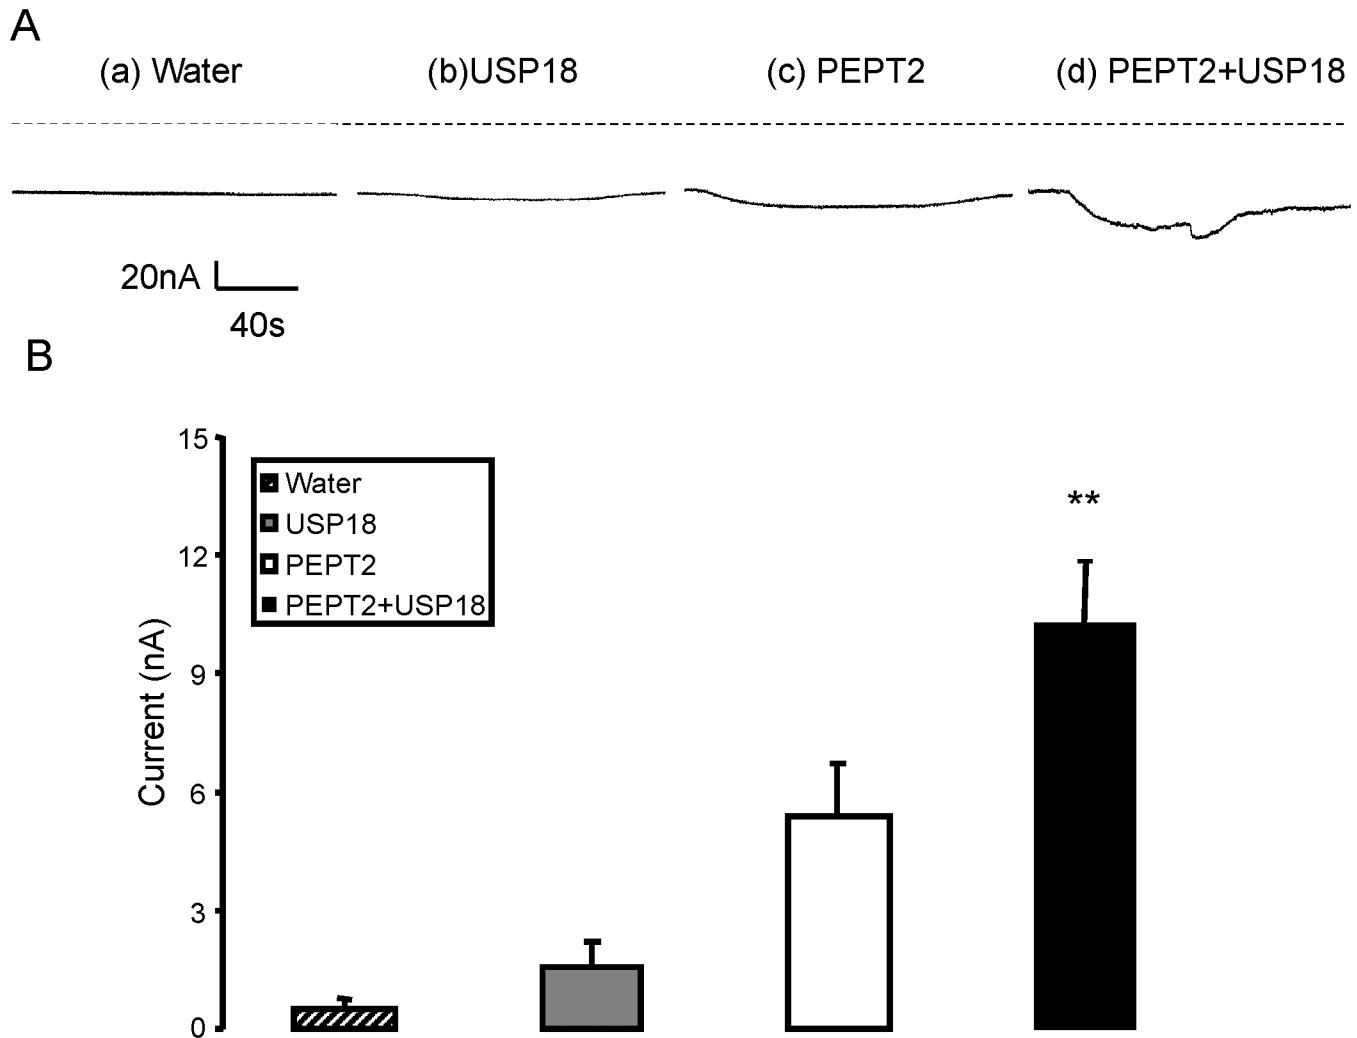 A
(a) Water
(b)USP18
(c) PEPT2
(d) PEPT2+USP18
20nA
40s
B
15
12
9
6
3
0
Current (nA)
Water
USP18
PEPT2
PEPT2+USP18
**